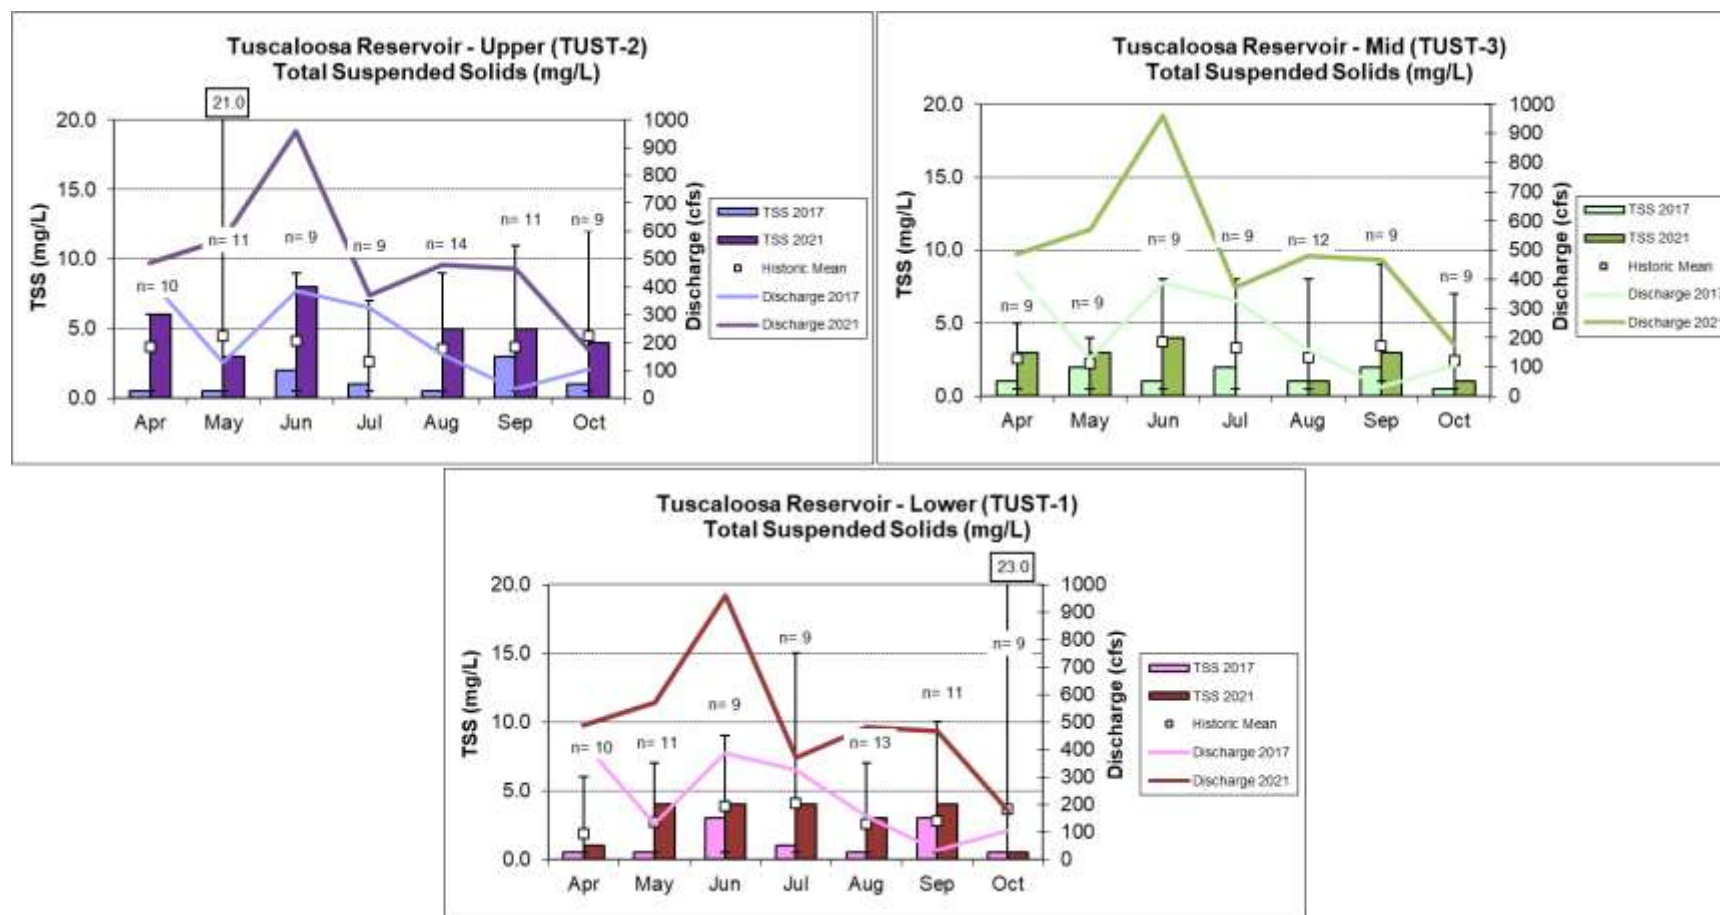 Tuscaloosa Reservoir - Upper (TUST-2)
Total Suspended Solids (mg/L)
21.0
20.0
15.0
10.0
5.0
0.0
TSS (mg/L)
n= 10
n= 11
n= 9
n= 9
n= 14
n= 11
n= 9
1000
900
800
700
600
500
400
300
200
100
0
Discharge (cfs)
Apr May Jun Jul Aug Sep Oct
TSS 2017
TSS 2021
Historic Mean
Discharge 2017
Discharge 2021
Tuscaloosa Reservoir - Mid (TUST-3)
Total Suspended Solids (mg/L)
20.0
15.0
10.0
5.0
0.0
TSS (mg/L)
n= 9
n= 9
n= 9
n= 9
n= 12
n= 9
n= 9
1000
900
800
700
600
500
400
300
200
100
0
Discharge (cfs)
Apr May Jun Jul Aug Sep Oct
TSS 2017
TSS 2021
Historic Mean
Discharge 2017
Discharge 2021
Tuscaloosa Reservoir - Lower (TUST-1)
Total Suspended Solids (mg/L)
23.0
20.0
15.0
10.0
5.0
0.0
TSS (mg/L)
n= 10
n= 11
n= 9
n= 9
n= 13
n= 11
n= 9
1000
900
800
700
600
500
400
300
200
100
0
Discharge (cfs)
Apr May Jun Jul Aug Sep Oct
TSS 2017
TSS 2021
Historic Mean
Discharge 2017
Discharge 2021